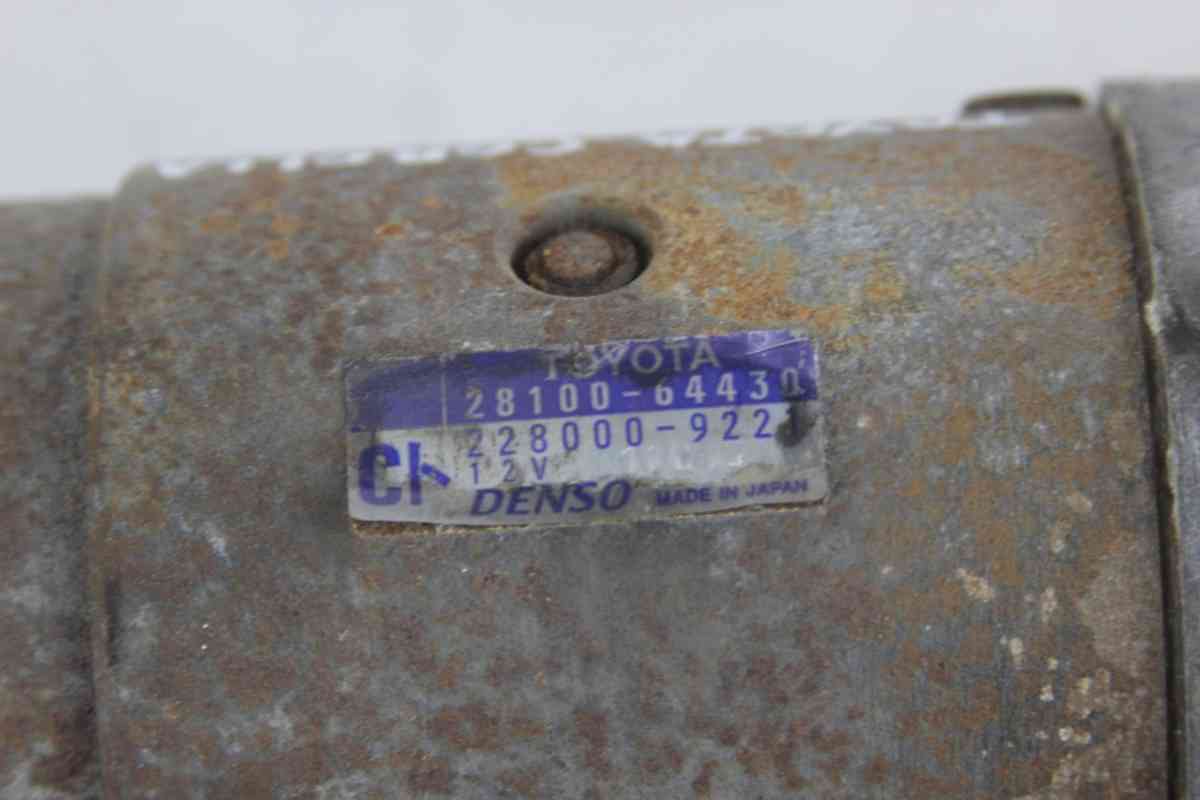 TOYOTA
28100-64430
228000-922
12V
DENSO MADE IN JAPAN